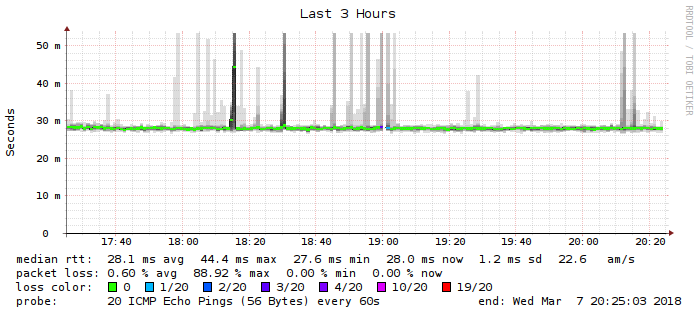 Last 3 Hours
RRDTOOL / TOBI OETIKER
Seconds
50 m
40 m
30 m
20 m
10 m
0
17:40 18:00 18:20 18:40 19:00 19:20 19:40 20:00 20:20
median rtt: 28.1 ms avg 44.4 ms max 27.6 ms min 28.0 ms now 1.2 ms sd 22.6 am/s
packet loss: 0.60 % avg 88.92 % max 0.00 % min 0.00 % now
loss color: 0 1/20 2/20 3/20 4/20 10/20 19/20
probe: 20 ICMP Echo Pings (56 Bytes) every 60s end: Wed Mar 7 20:25:03 2018